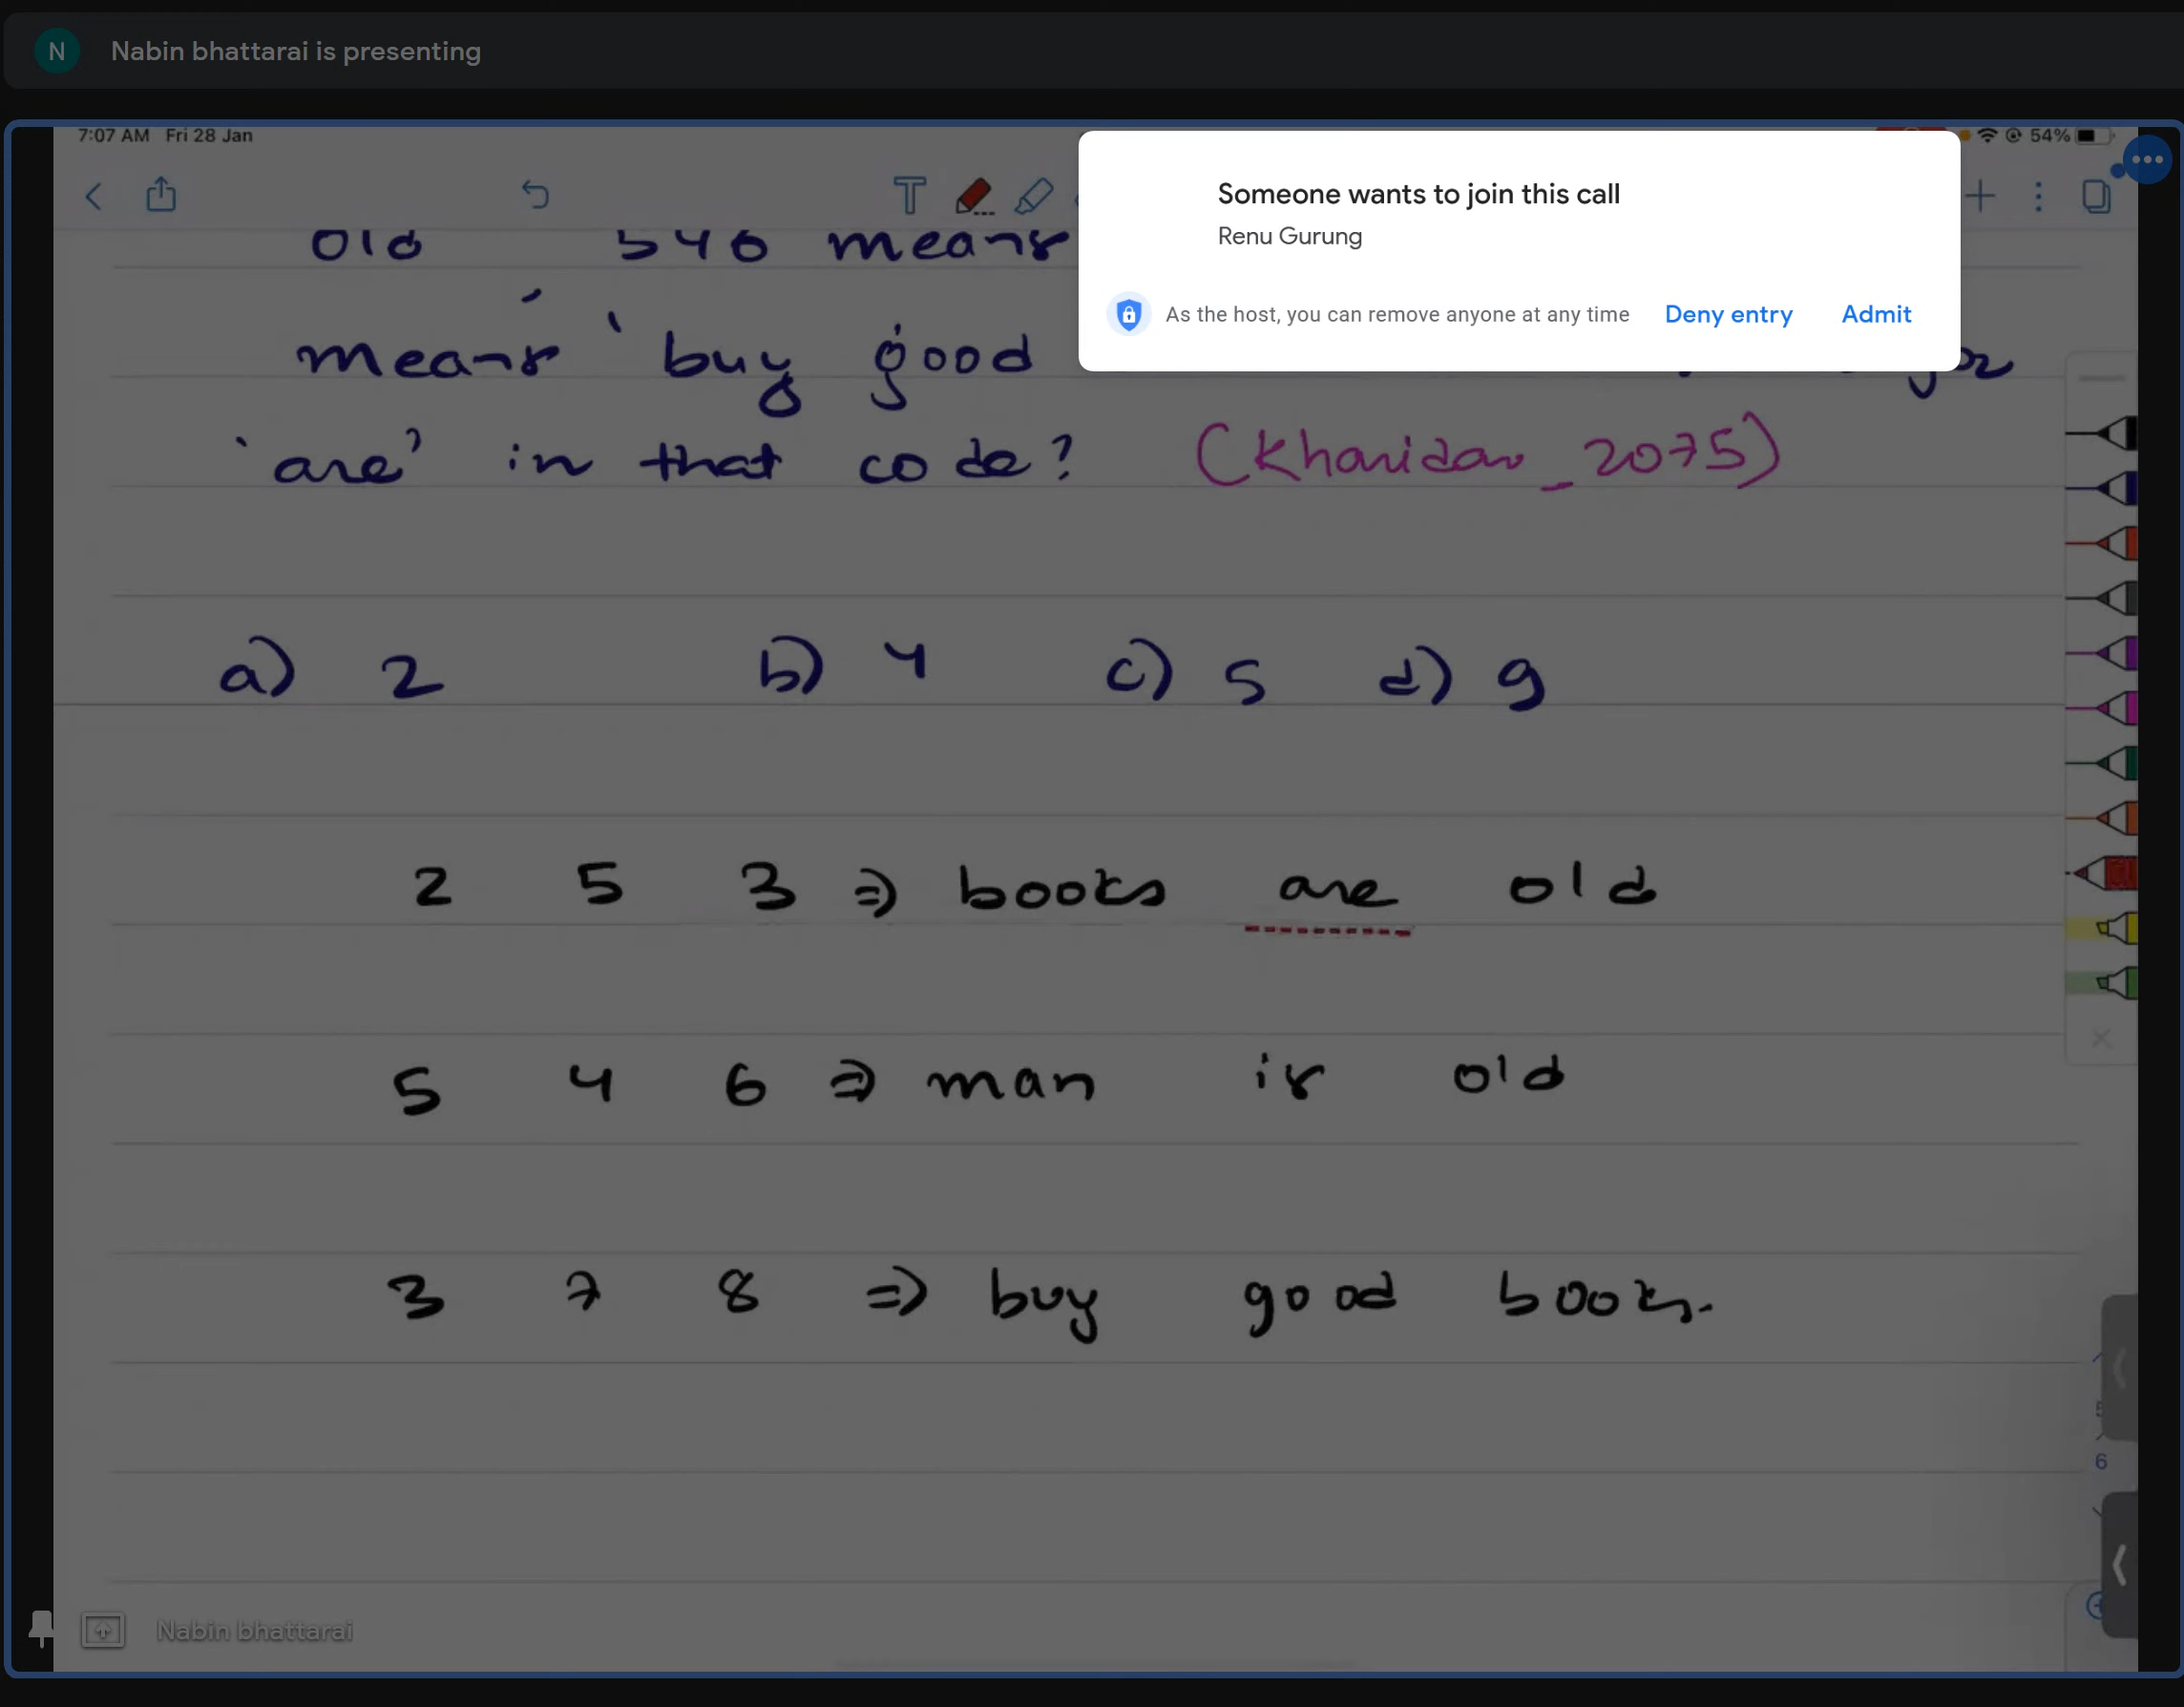 N Nabin bhattarai is presenting
7:07 AM Fri 28 Jan
54%
Someone wants to join this call
Renu Gurung
As the host, you can remove anyone at any time Deny entry Admit
T
old 546 means
means 'buy good
'are' in that code? (Kharidar_2075)
a) 2 b) 4 c) 5 d) 9
2 5 3 ⇒ books are old
5 4 6 ⇒ man is old
3 7 8 ⇒ buy good books.
5
6
Nabin bhattarai